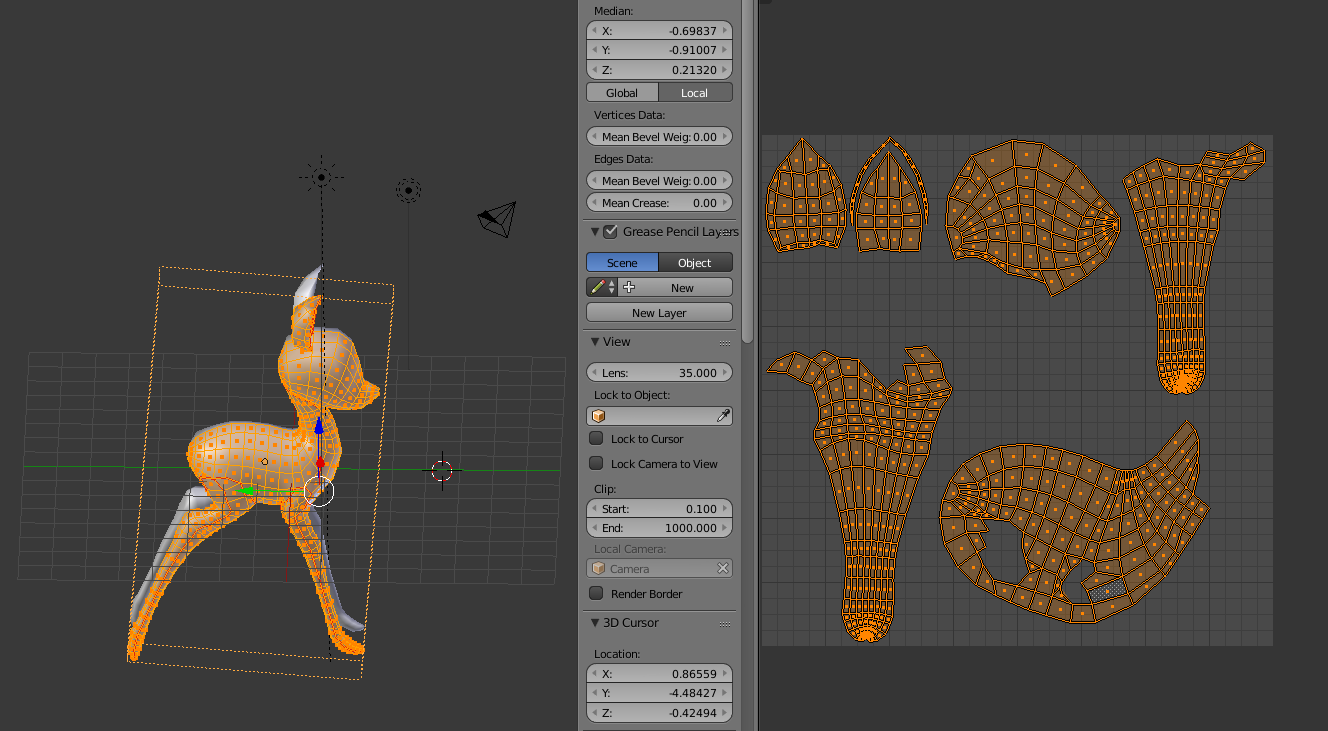 Median:
X: -0.69837
Y: -0.91007
Z: 0.21320
Global Local
Vertices Data:
Mean Bevel Weig: 0.00
Edges Data:
Mean Bevel Weig: 0.00
Mean Crease: 0.00
Grease Pencil Layers
Scene Object
New
New Layer
View
Lens: 35.000
Lock to Object:
Lock to Cursor
Lock Camera to View
Clip:
Start: 0.100
End: 1000.000
Local Camera:
Camera
Render Border
3D Cursor
Location:
X: 0.86559
Y: -4.48427
Z: -0.42494